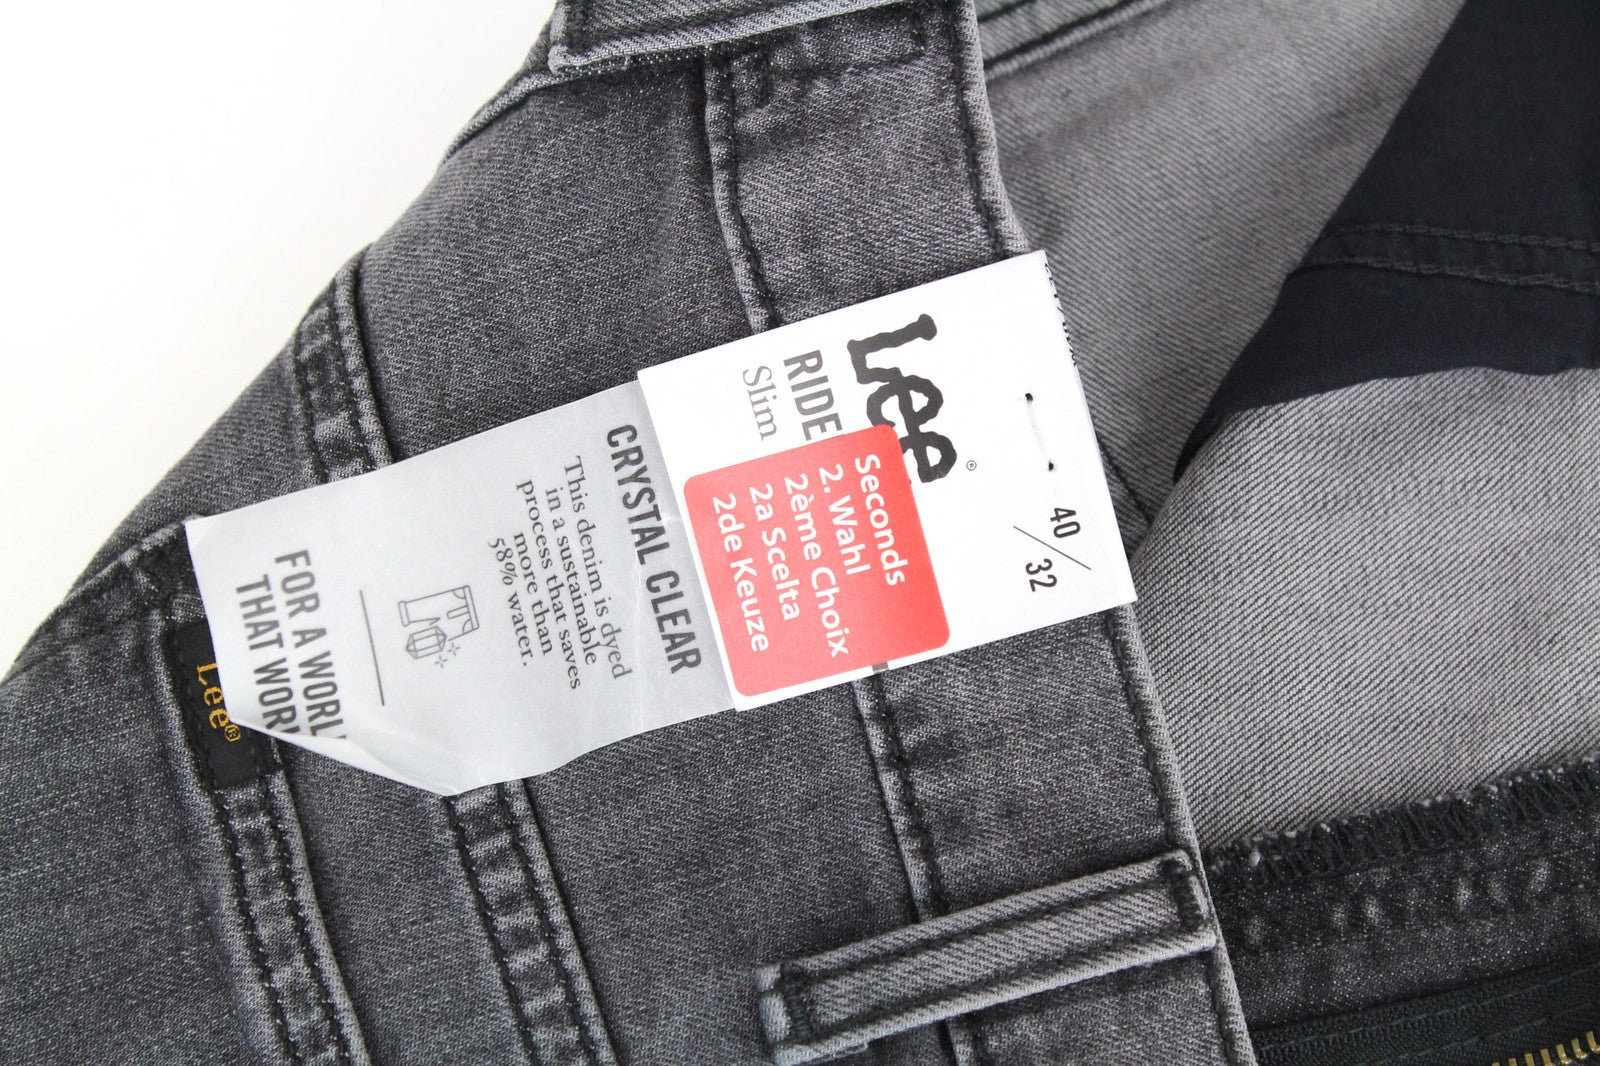 Lee®
RIDE
Slim
40
32
Seconds
2. Wahl
2ème Choix
2a Scelta
2de Keuze
CRYSTAL CLEAR
This denim is dyed
in a sustainable
process that saves
more than
58% water.
FOR A WORL
THAT WOR
Lee®